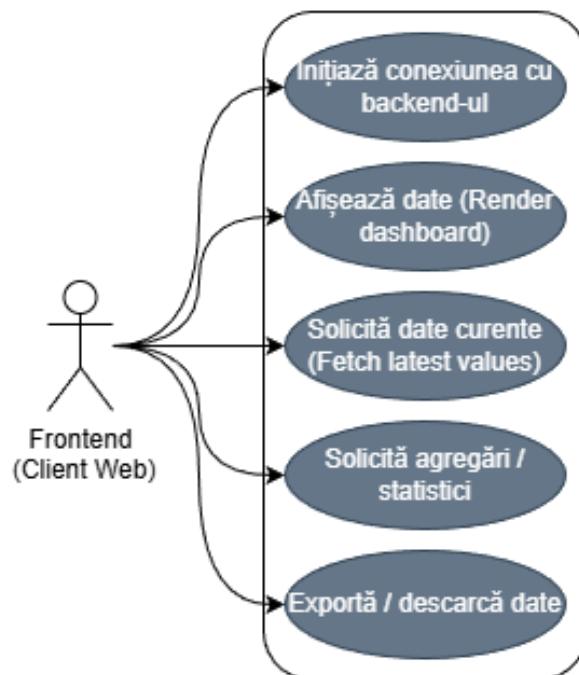 Inițiază conexiunea cu
backend-ul
Afișează date (Render
dashboard)
Solicită date curente
(Fetch latest values)
Frontend
(Client Web)
Solicită agregări /
statistici
Exportă / descarcă date